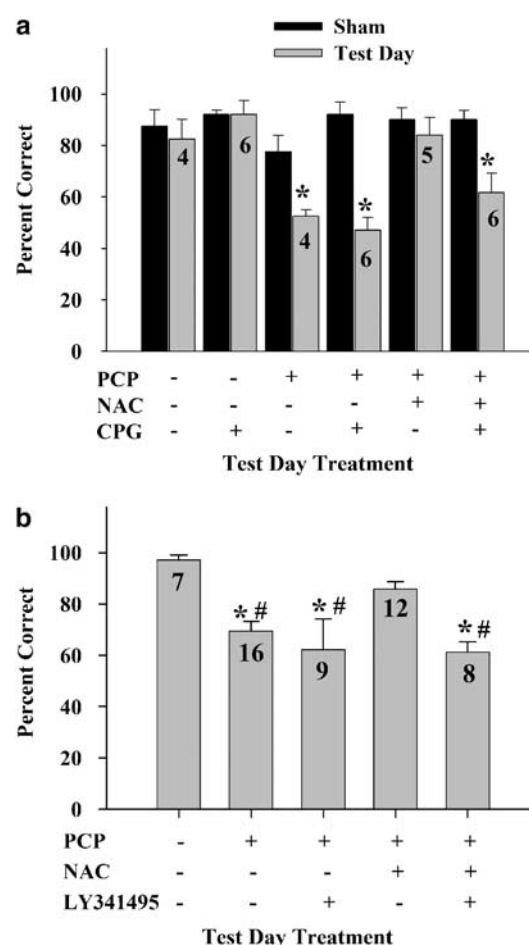 a
Sham
Test Day
Percent Correct
100
80
60
40
20
0
4
6
*
4
*
6
5
*
6
PCP - - + + + +
NAC - - - - + +
CPG - + - + - +
Test Day Treatment
b
Percent Correct
100
80
60
40
20
0
7
*#
16
*#
9
12
*#
8
PCP - + + + +
NAC - - - + +
LY341495 - - + - +
Test Day Treatment